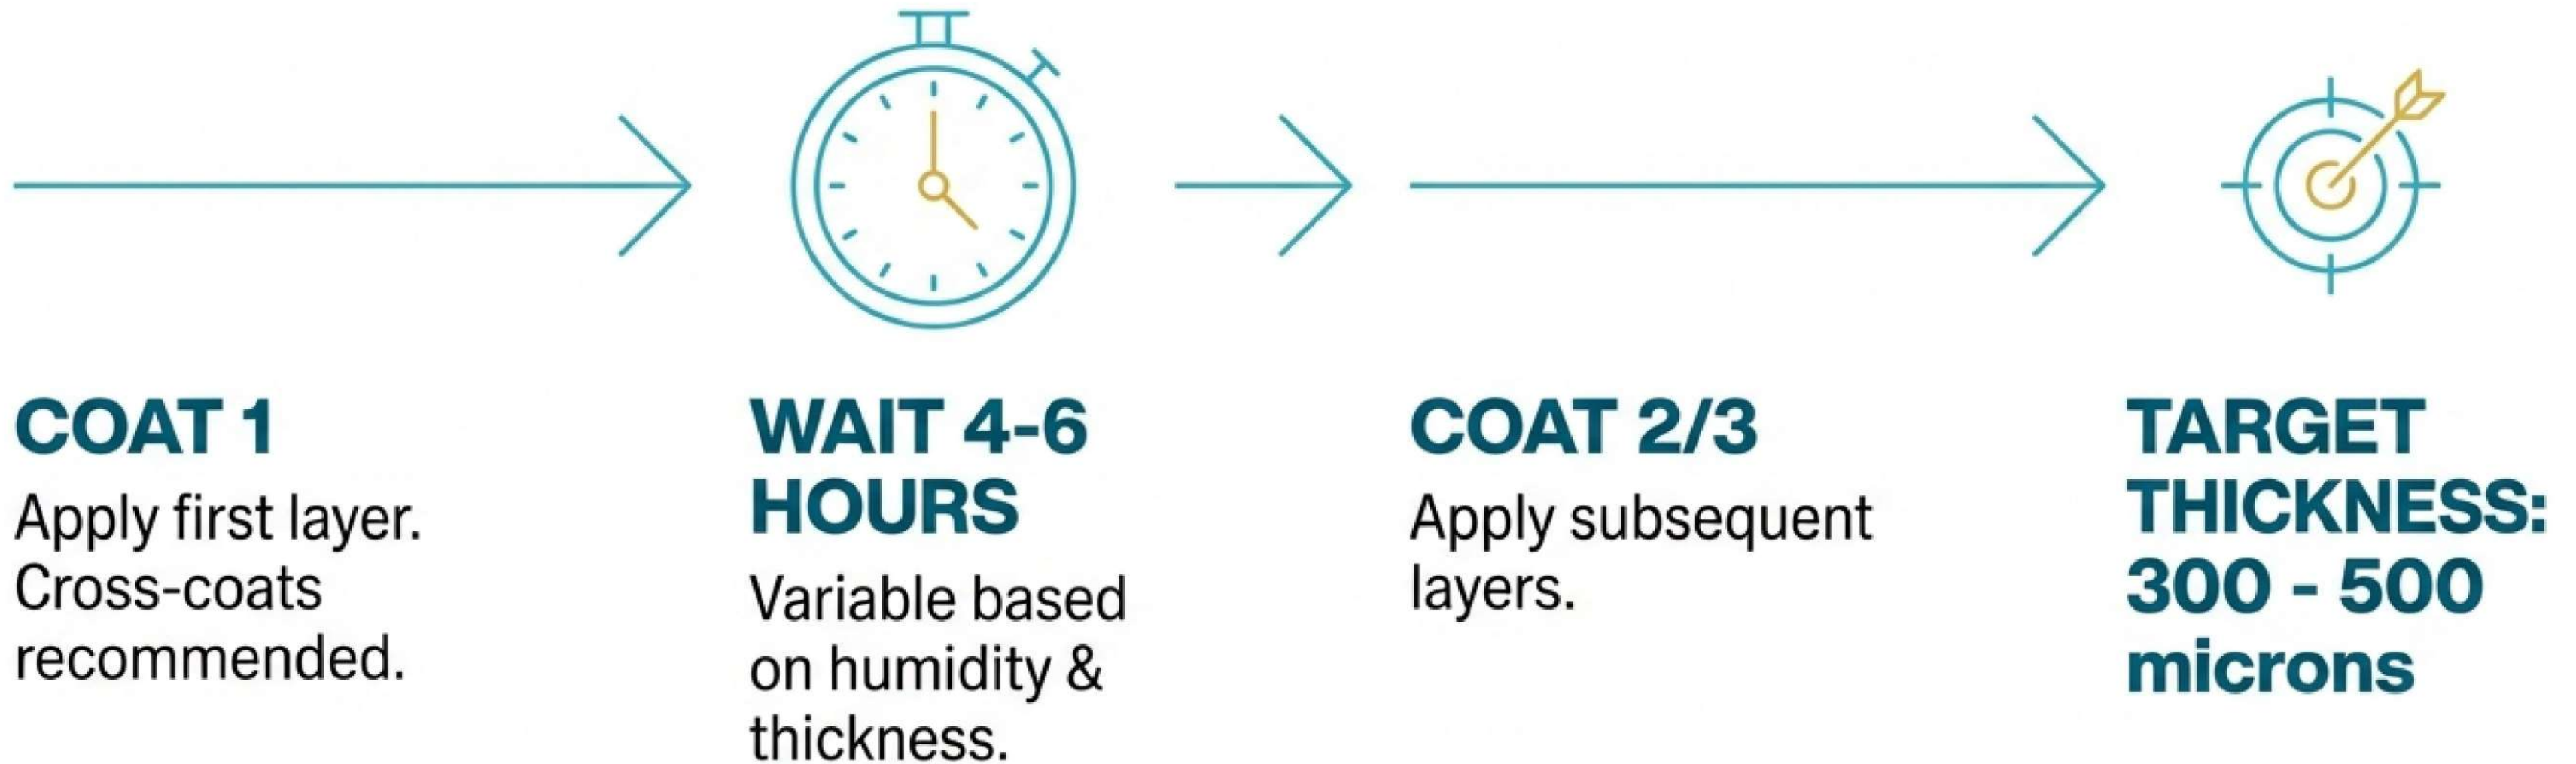 COAT 1
Apply first layer.
Cross-coats
recommended.
WAIT 4-6
HOURS
Variable based
on humidity &
thickness.
COAT 2/3
Apply subsequent
layers.
TARGET
THICKNESS:
300 - 500
microns